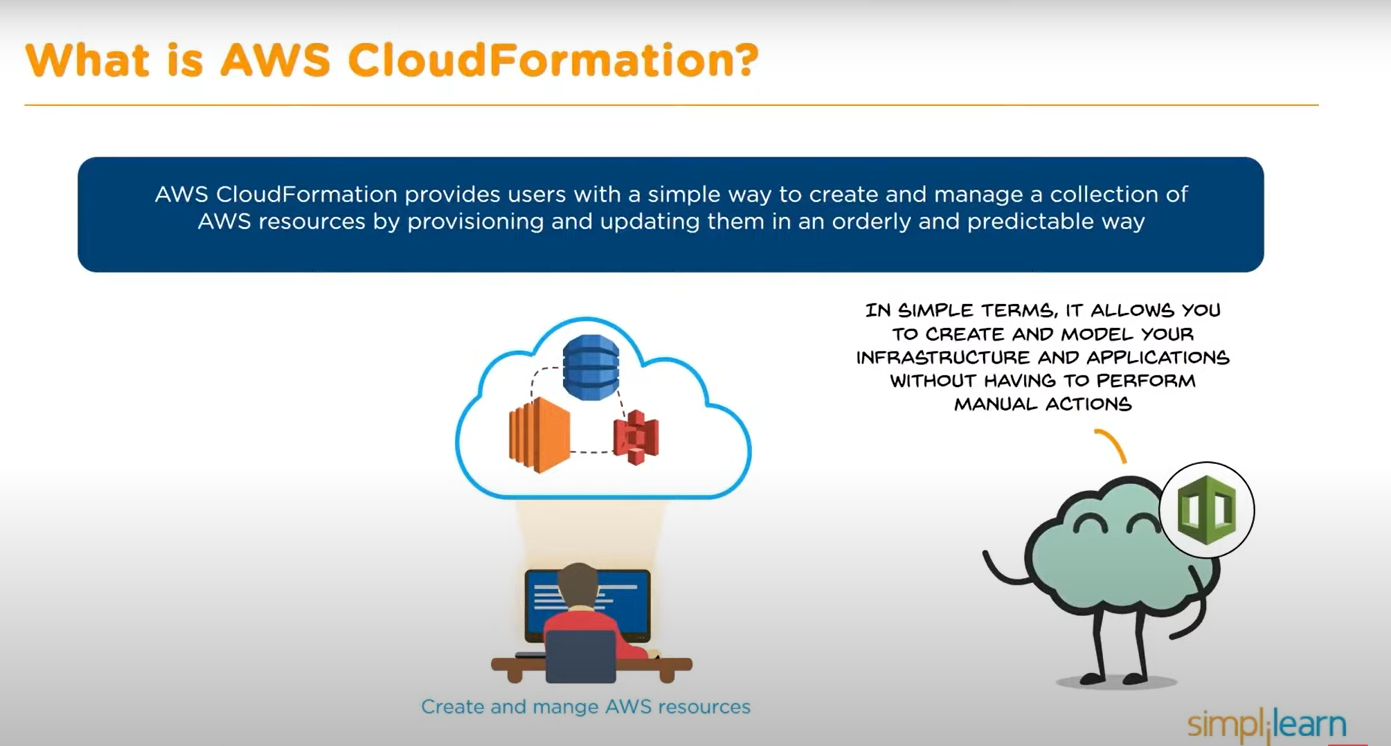 What is AWS CloudFormation?
AWS CloudFormation provides users with a simple way to create and manage a collection of
AWS resources by provisioning and updating them in an orderly and predictable way
IN SIMPLE TERMS, IT ALLOWS YOU
TO CREATE AND MODEL YOUR
INFRASTRUCTURE AND APPLICATIONS
WITHOUT HAVING TO PERFORM
MANUAL ACTIONS
Create and mange AWS resources
simplilearn